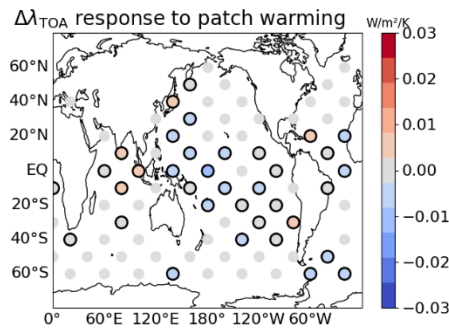 Δλ_TOA response to patch warming
W/m²/K
60°N
40°N
20°N
EQ
20°S
40°S
60°S
0°
60°E
120°E
180°
120°W
60°W
0.03
0.02
0.01
0.00
−0.01
−0.02
−0.03